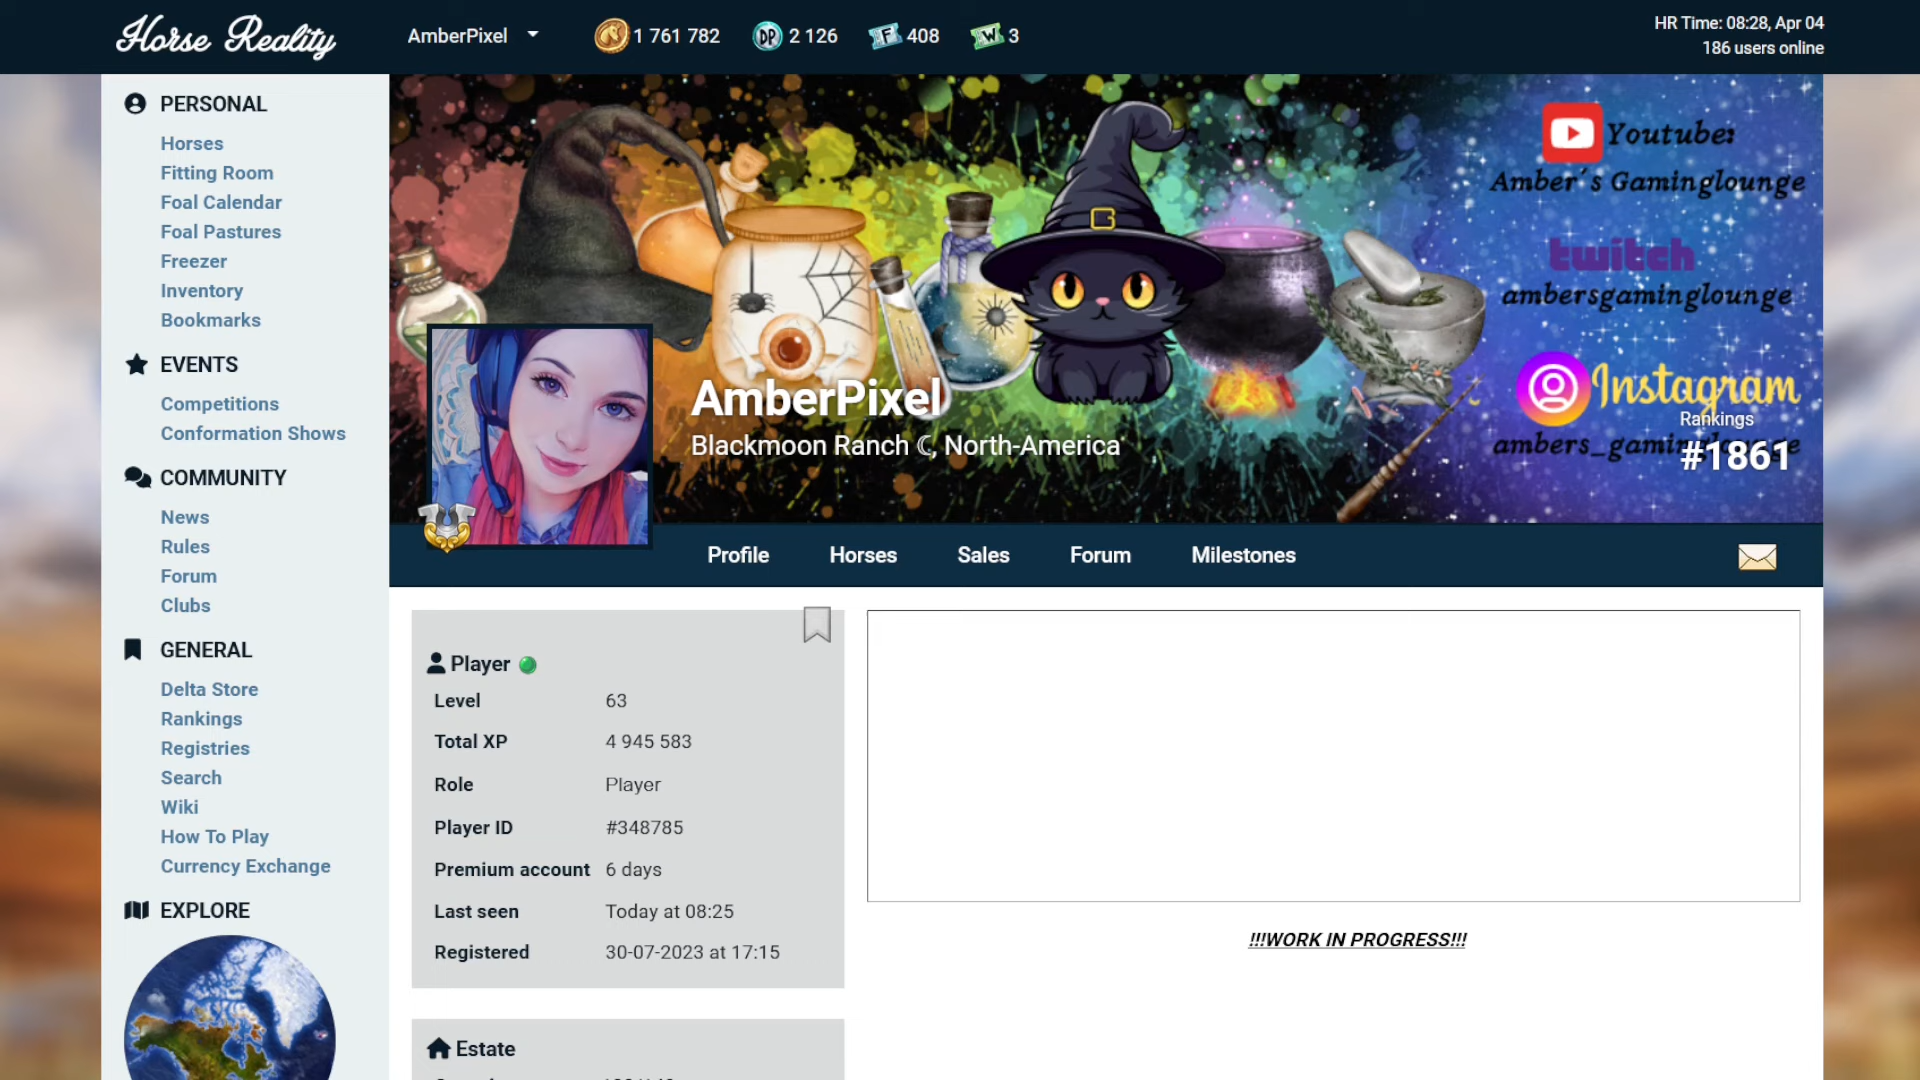 Horse Reality
AmberPixel
1 761 782
DP
2 126
F
408
W
3
HR Time: 08:28, Apr 04
186 users online
PERSONAL
Horses
Fitting Room
Foal Calendar
Foal Pastures
Freezer
Inventory
Bookmarks
EVENTS
Competitions
Conformation Shows
COMMUNITY
News
Rules
Forum
Clubs
GENERAL
Delta Store
Rankings
Registries
Search
Wiki
How To Play
Currency Exchange
EXPLORE
Youtube:
Amber´s Gaminglounge
twitch
ambersgaminglounge
Instagram
Rankings
#1861
AmberPixel
Blackmoon Ranch ☾, North-America
Profile
Horses
Sales
Forum
Milestones
Player
Level 63
Total XP 4 945 583
Role Player
Player ID #348785
Premium account 6 days
Last seen Today at 08:25
Registered 30-07-2023 at 17:15
Estate
!!!WORK IN PROGRESS!!!